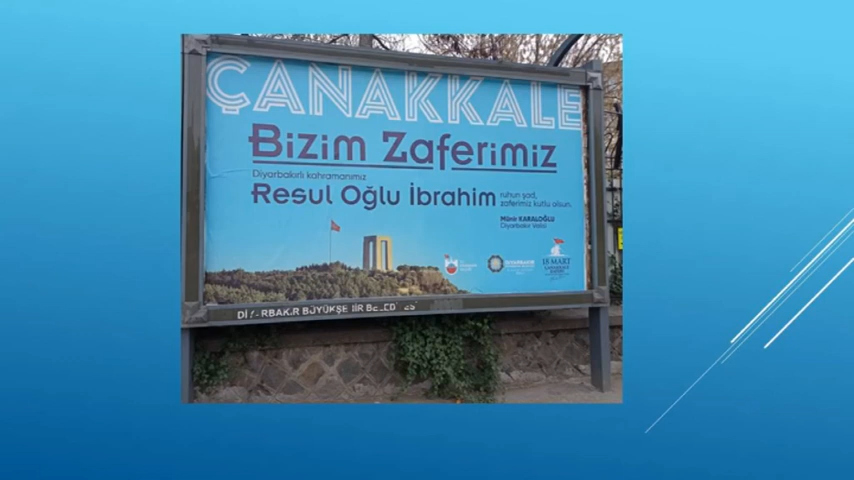 ÇANAKKALE
Bizim Zaferimiz
Diyarbakırlı kahramanımız
Resul Oğlu İbrahim
ruhun şad,
zaferimiz kutlu olsun.
Münir KARALOĞLU
Diyarbakır Valisi
18 MART